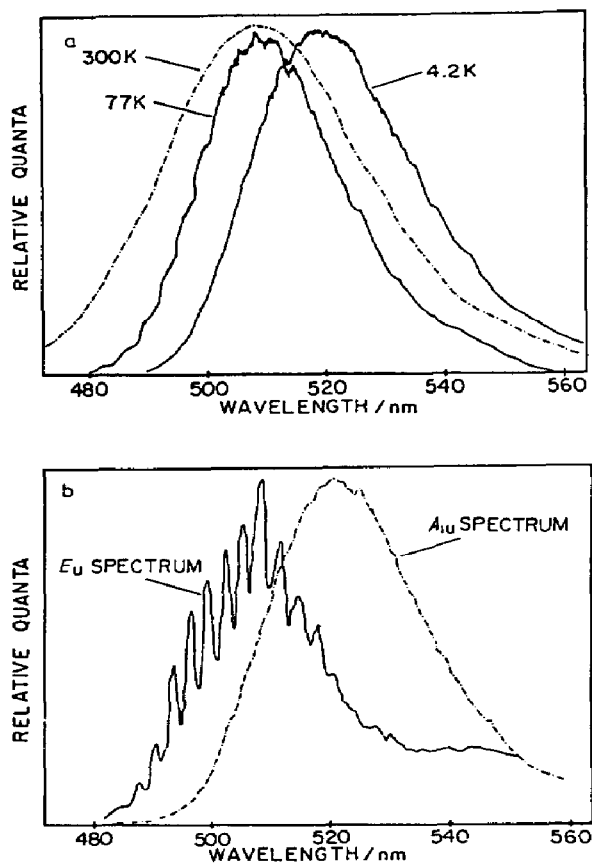 a
300K
77K
4.2K
RELATIVE QUANTA
480 500 520 540 560
WAVELENGTH/nm
b
Eu SPECTRUM
A1u SPECTRUM
RELATIVE QUANTA
480 500 520 540 560
WAVELENGTH/nm